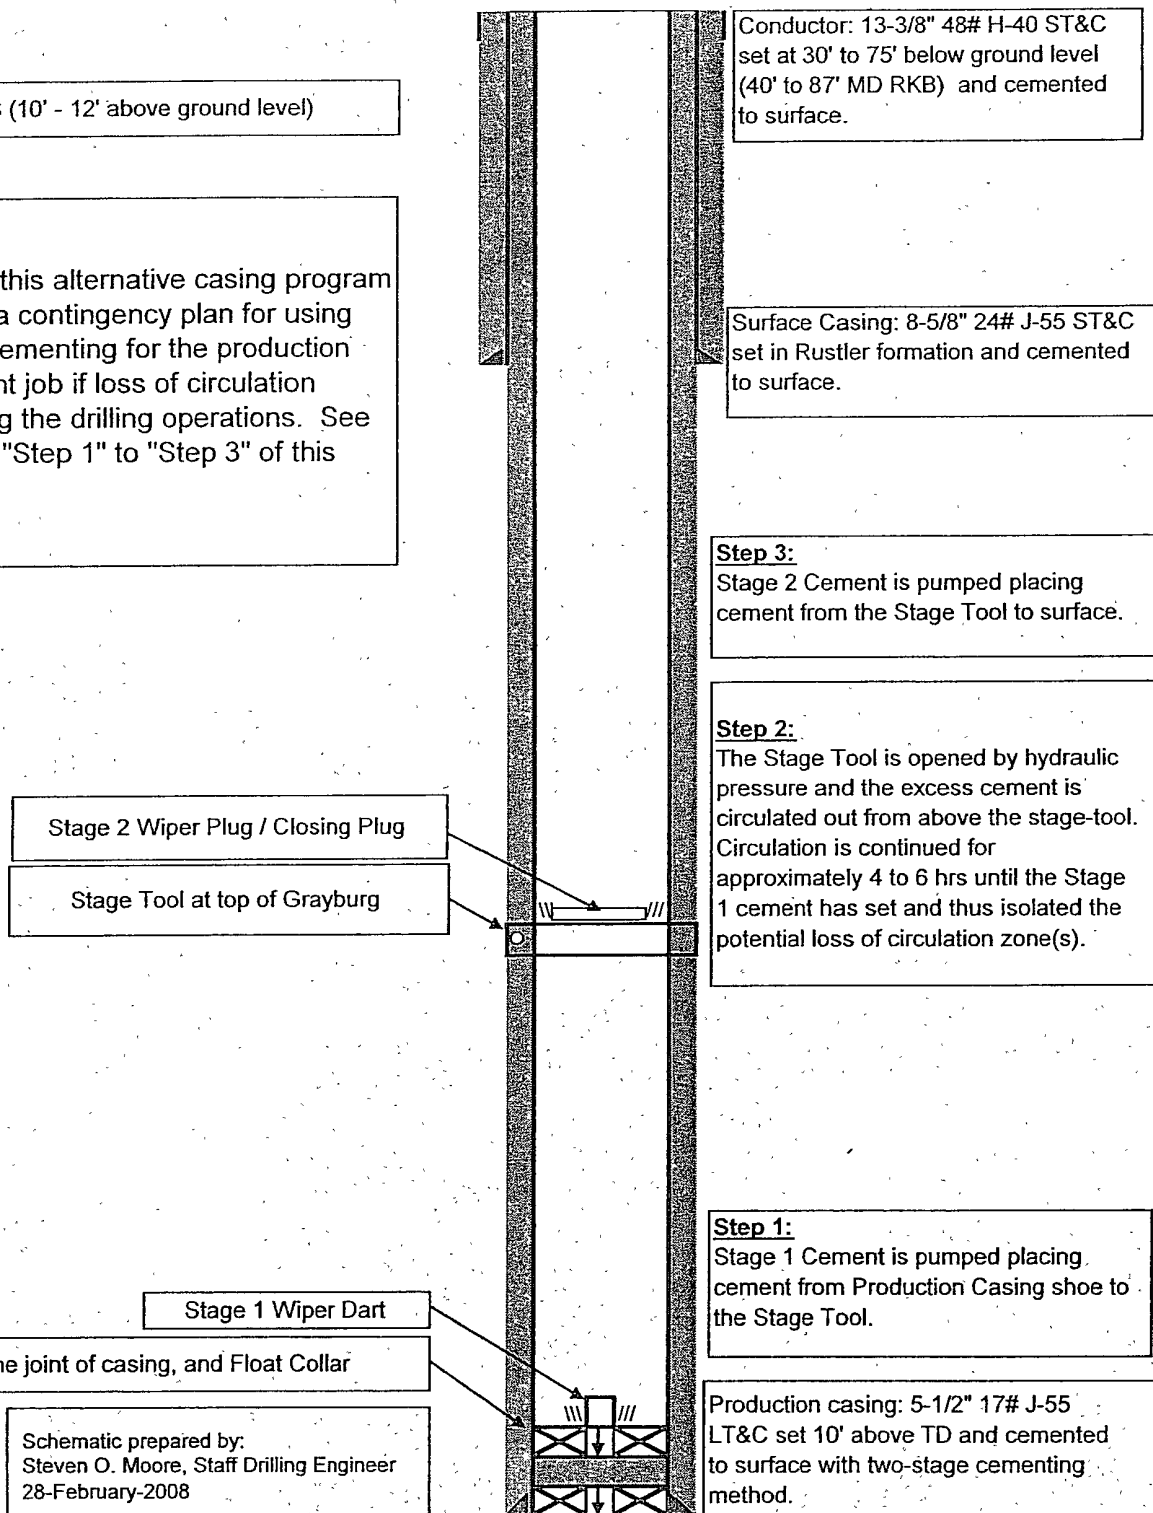 Conductor: 13-3/8" 48# H-40 ST&C
set at 30' to 75' below ground level
(40' to 87' MD RKB) and cemented
to surface.
(10' - 12' above ground level)
this alternative casing program
a contingency plan for using
ementing for the production
nt job if loss of circulation
g the drilling operations. See
"Step 1" to "Step 3" of this
Surface Casing: 8-5/8" 24# J-55 ST&C
set in Rustler formation and cemented
to surface.
Step 3:
Stage 2 Cement is pumped placing
cement from the Stage Tool to surface.
Step 2:
The Stage Tool is opened by hydraulic
pressure and the excess cement is
circulated out from above the stage-tool.
Circulation is continued for
approximately 4 to 6 hrs until the Stage
1 cement has set and thus isolated the
potential loss of circulation zone(s).
Stage 2 Wiper Plug / Closing Plug
Stage Tool at top of Grayburg
Step 1:
Stage 1 Cement is pumped placing
cement from Production Casing shoe to
the Stage Tool.
Stage 1 Wiper Dart
ne joint of casing, and Float Collar
Production casing: 5-1/2" 17# J-55
LT&C set 10' above TD and cemented
to surface with two-stage cementing
method.
Schematic prepared by:
Steven O. Moore, Staff Drilling Engineer
28-February-2008